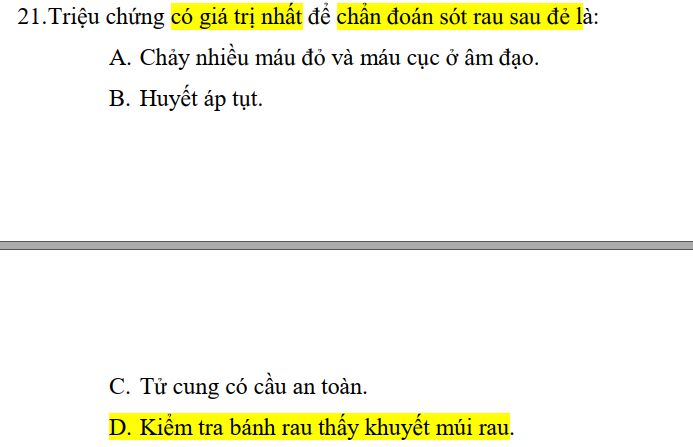 21.Triệu chứng có giá trị nhất để chẩn đoán sót rau sau đẻ là:
A. Chảy nhiều máu đỏ và máu cục ở âm đạo.
B. Huyết áp tụt.
C. Tử cung có cầu an toàn.
D. Kiểm tra bánh rau thấy khuyết múi rau.